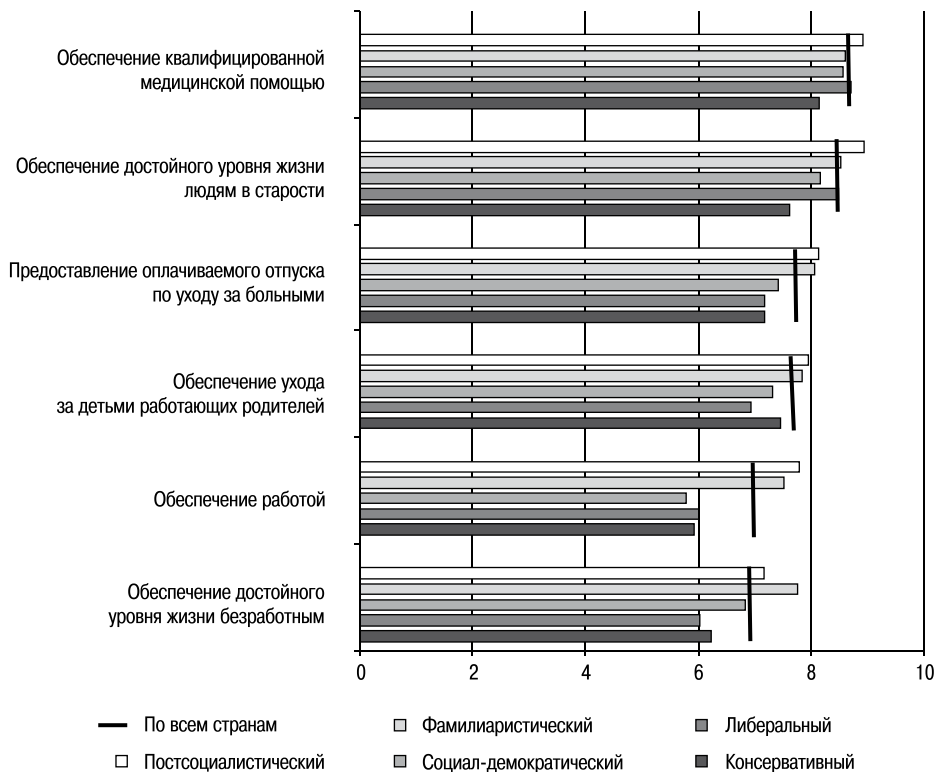 Обеспечение квалифицированной
медицинской помощью
Обеспечение достойного уровня жизни
людям в старости
Предоставление оплачиваемого отпуска
по уходу за больными
Обеспечение ухода
за детьми работающих родителей
Обеспечение работой
Обеспечение достойного
уровня жизни безработным
0 2 4 6 8 10
По всем странам Фамилиаристический Либеральный
Постсоциалистический Социал-демократический Консервативный